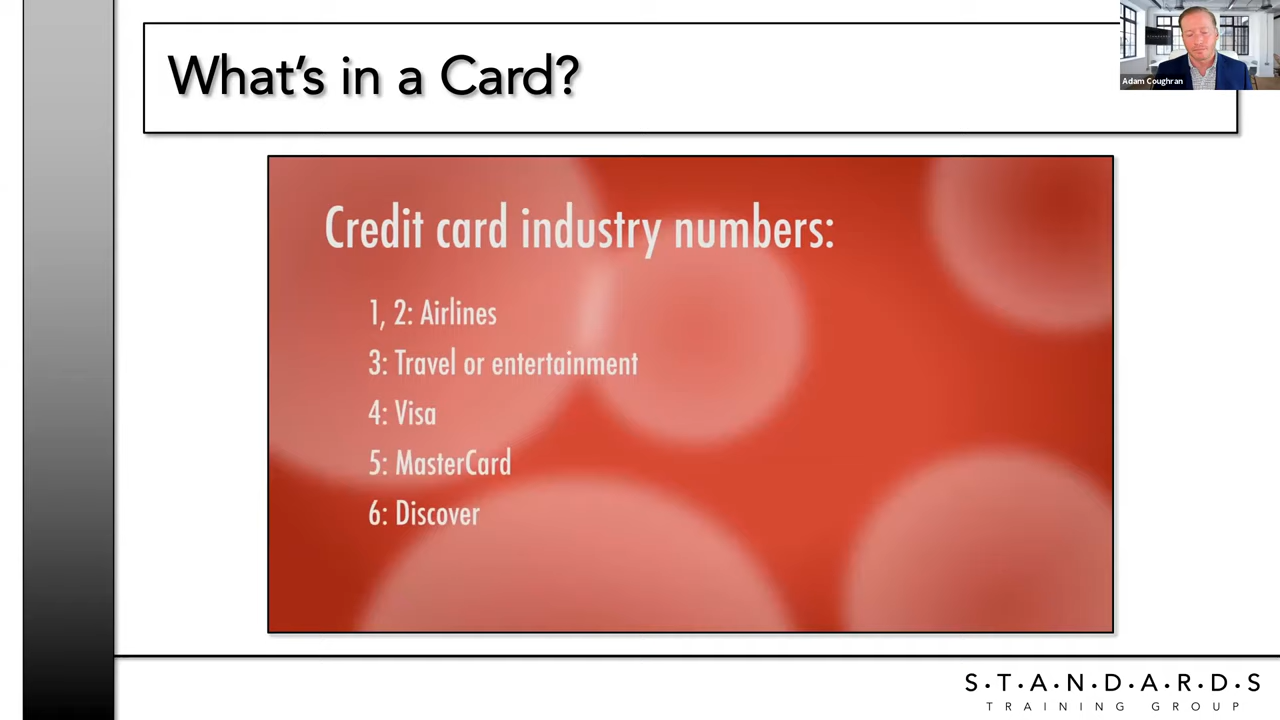 What's in a Card?
Adam Coughran
Credit card industry numbers:
1, 2: Airlines
3: Travel or entertainment
4: Visa
5: MasterCard
6: Discover
S·T·A·N·D·A·R·D·S
TRAINING GROUP